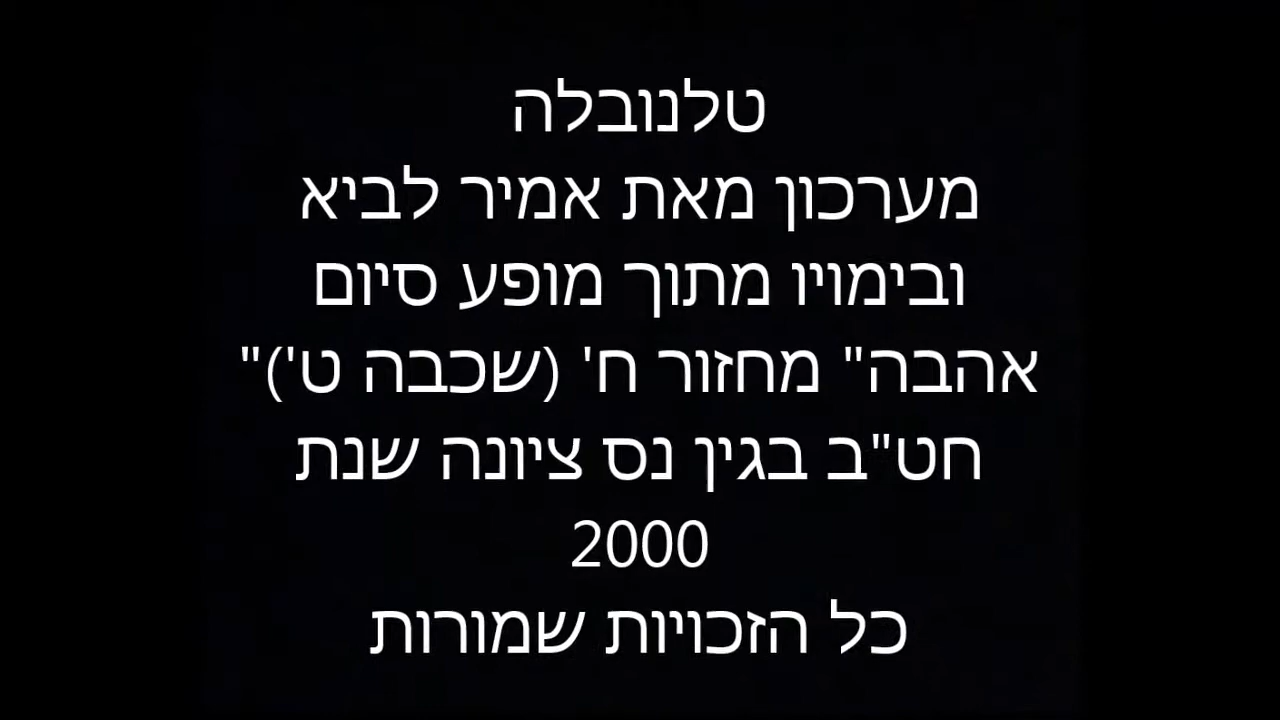 טלנובלה
מערכון מאת אמיר לביא
ובימויו מתוך מופע סיום
אהבה" מחזור ח' (שכבה ט')"
חט"ב בגין נס ציונה שנת
2000
כל הזכויות שמורות